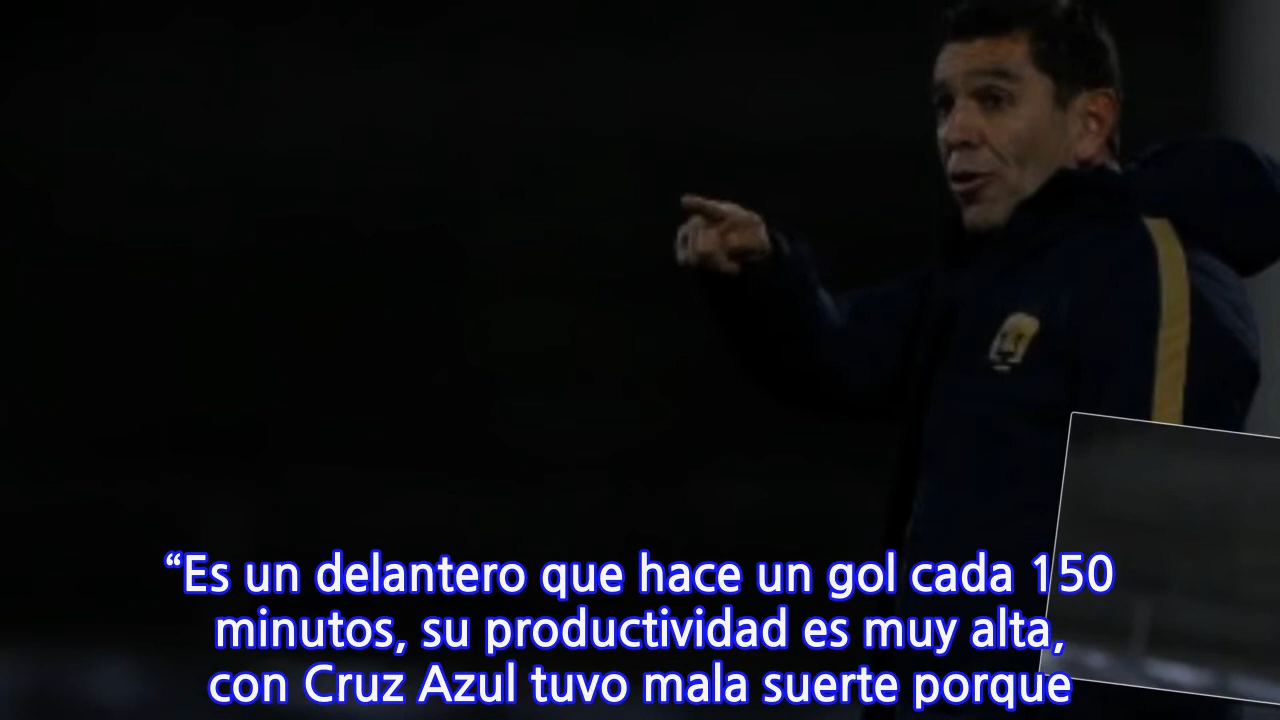 “Es un delantero que hace un gol cada 150
minutos, su productividad es muy alta,
con Cruz Azul tuvo mala suerte porque